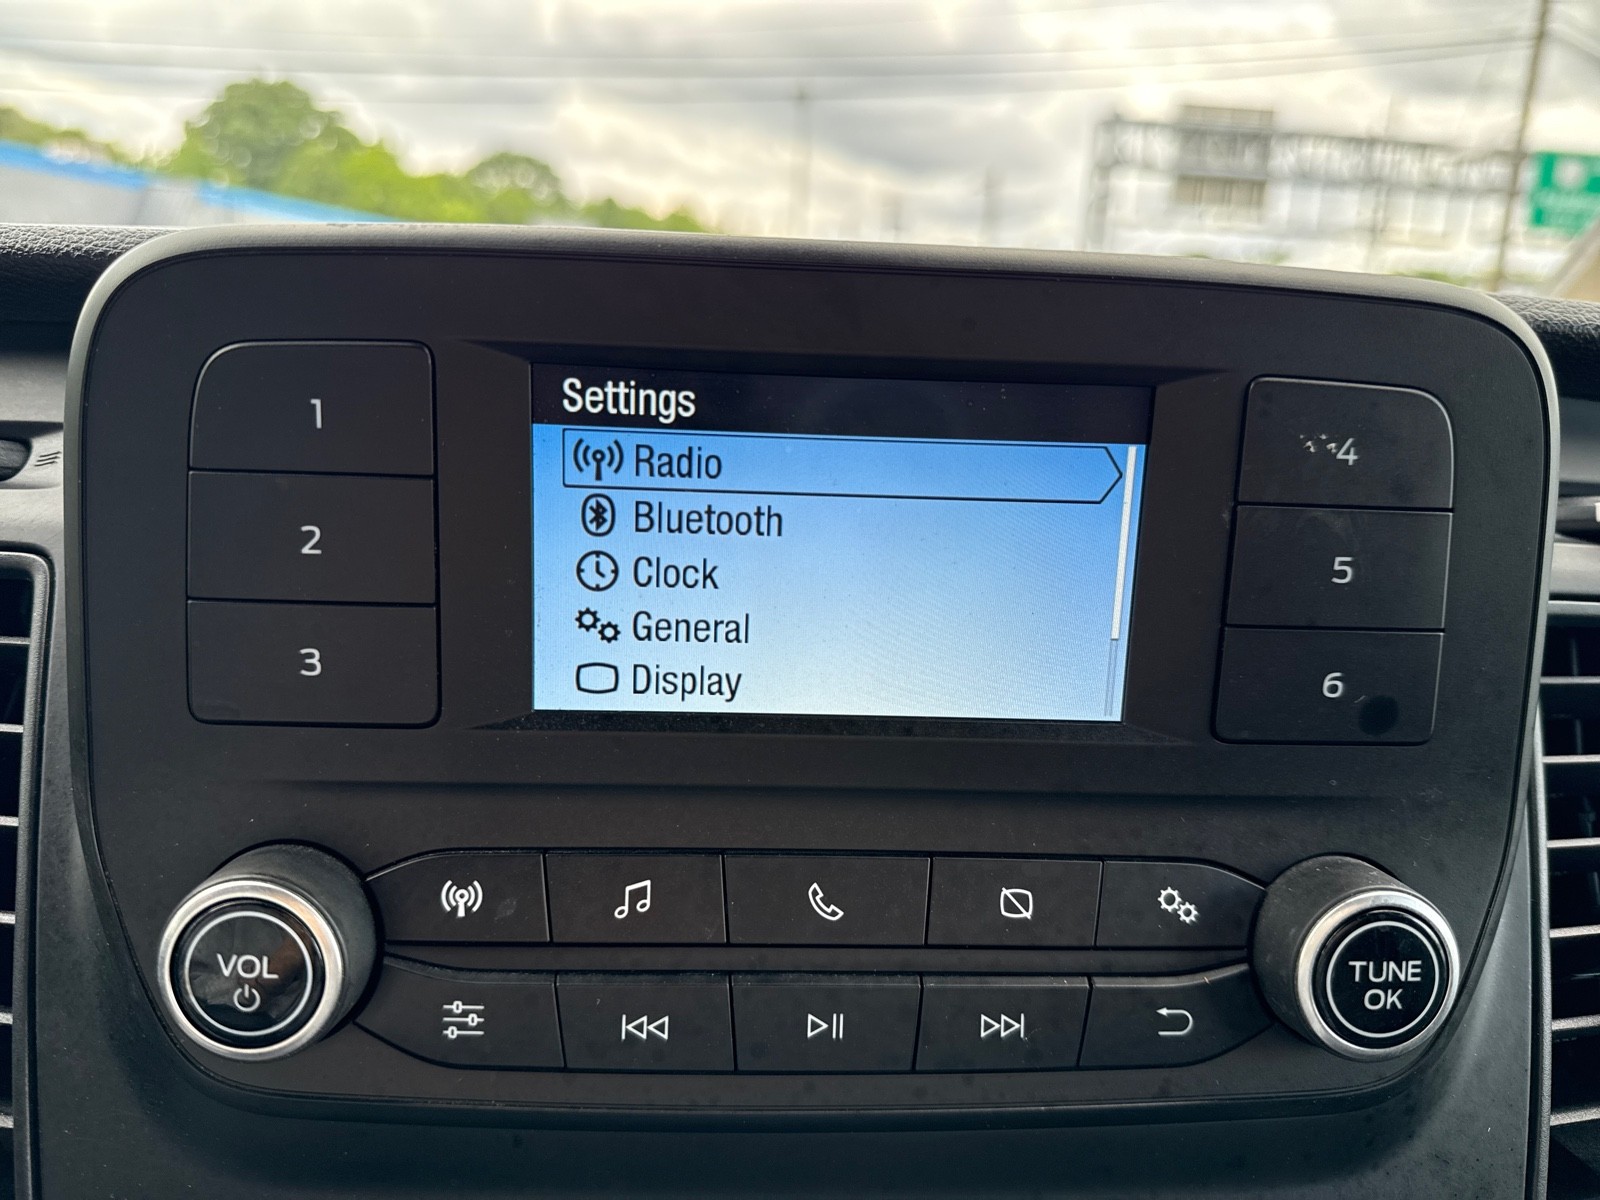 Settings
Radio
Bluetooth
Clock
General
Display
1
2
3
4
5
6
VOL
TUNE
OK